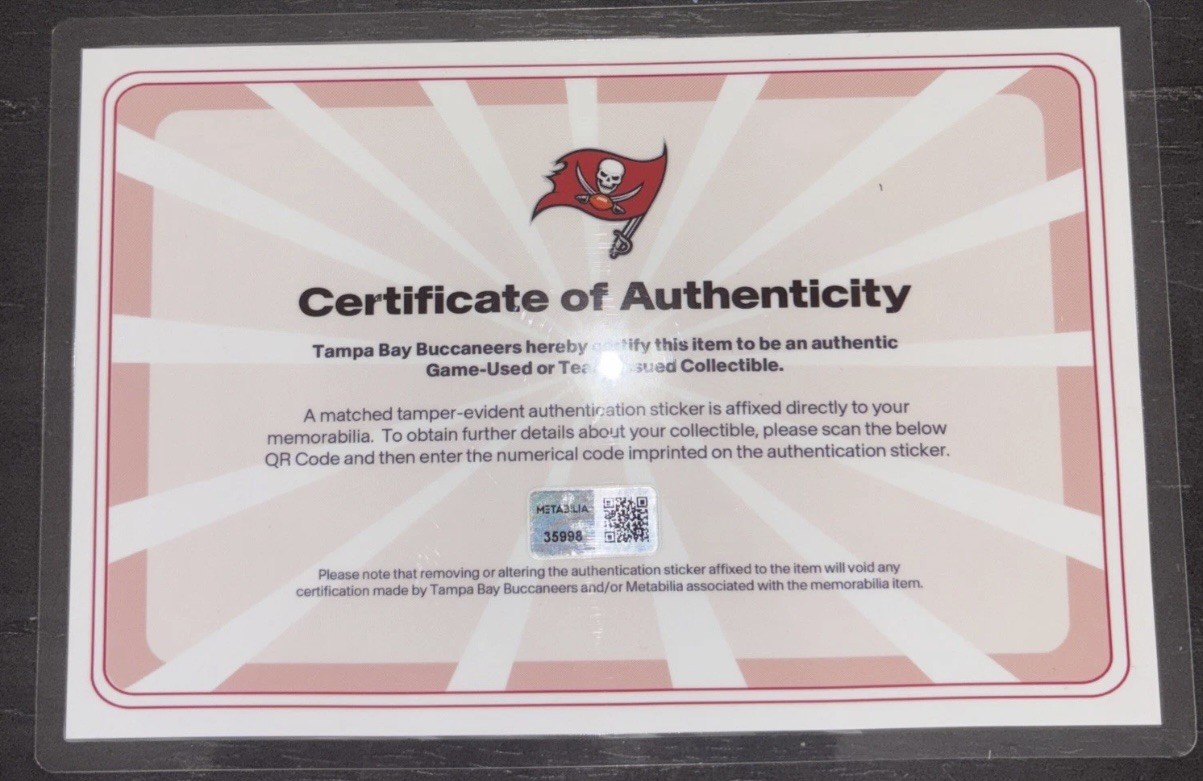 Certificate of Authenticity
Tampa Bay Buccaneers hereby certify this item to be an authentic
Game-Used or Team Issued Collectible.
A matched tamper-evident authentication sticker is affixed directly to your
memorabilia. To obtain further details about your collectible, please scan the below
QR Code and then enter the numerical code imprinted on the authentication sticker.
METABILIA
35998
Please note that removing or altering the authentication sticker affixed to the item will void any
certification made by Tampa Bay Buccaneers and/or Metabilia associated with the memorabilia item.